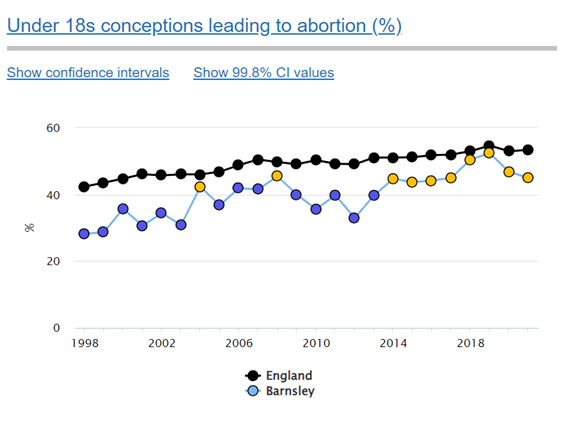 Under 18s conceptions leading to abortion (%)
Show confidence intervals Show 99.8% CI values
60
40
%
20
0
1998 2002 2006 2010 2014 2018
England
Barnsley